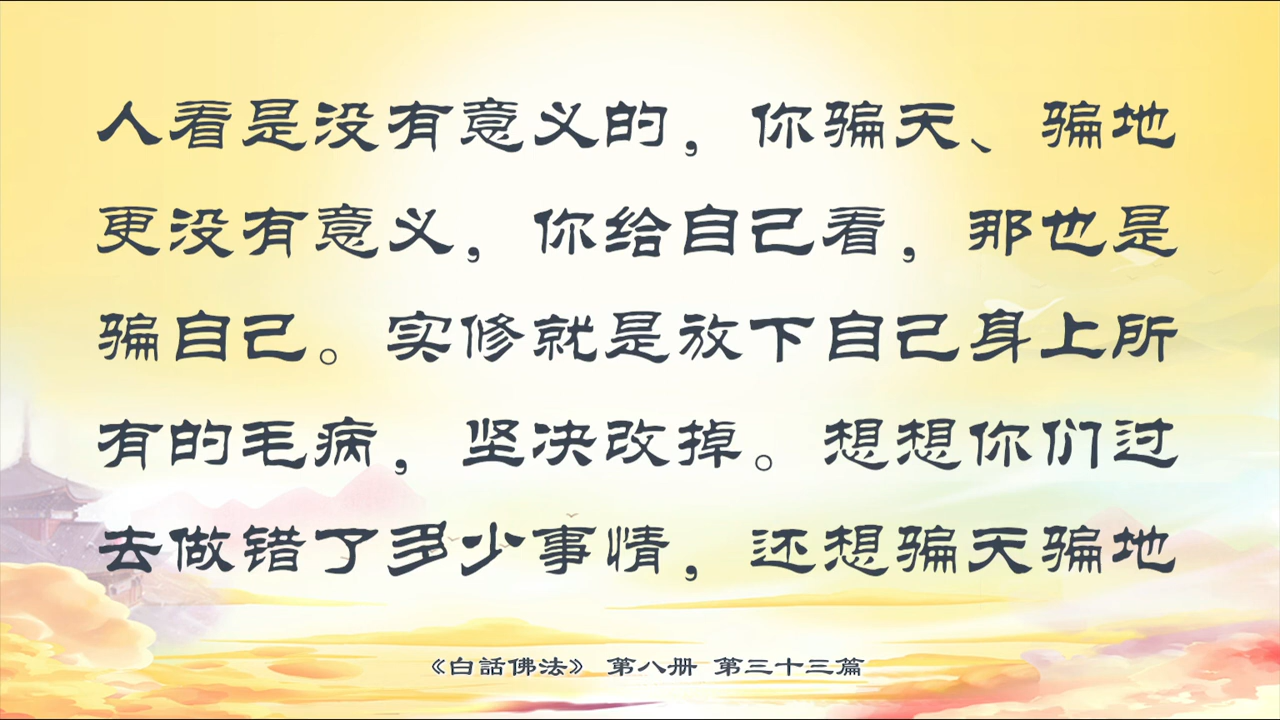 人看是没有意义的，你骗天、骗地
更没有意义，你给自己看，那也是
骗自己。实修就是放下自己身上所
有的毛病，坚决改掉。想想你们过
去做错了多少事情，还想骗天骗地
《白話佛法》 第八册 第三十三篇